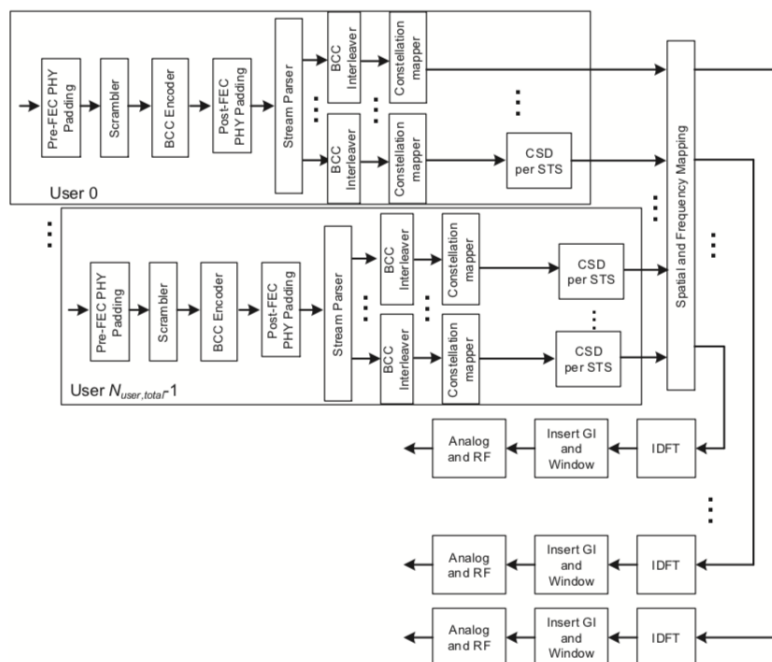 Pre-FEC PHY
Padding
Scrambler
BCC Encoder
Post-FEC
PHY Padding
Stream Parser
BCC
Interleaver
Constellation
mapper
BCC
Interleaver
Constellation
mapper
CSD
per STS
User 0
Spatial and Frequency Mapping
Pre-FEC PHY
Padding
Scrambler
BCC Encoder
Post-FEC
PHY Padding
Stream Parser
BCC
Interleaver
Constellation
mapper
CSD
per STS
BCC
Interleaver
Constellation
mapper
CSD
per STS
User Nuser,total-1
Analog
and RF
Insert GI
and
Window
IDFT
Analog
and RF
Insert GI
and
Window
IDFT
Analog
and RF
Insert GI
and
Window
IDFT